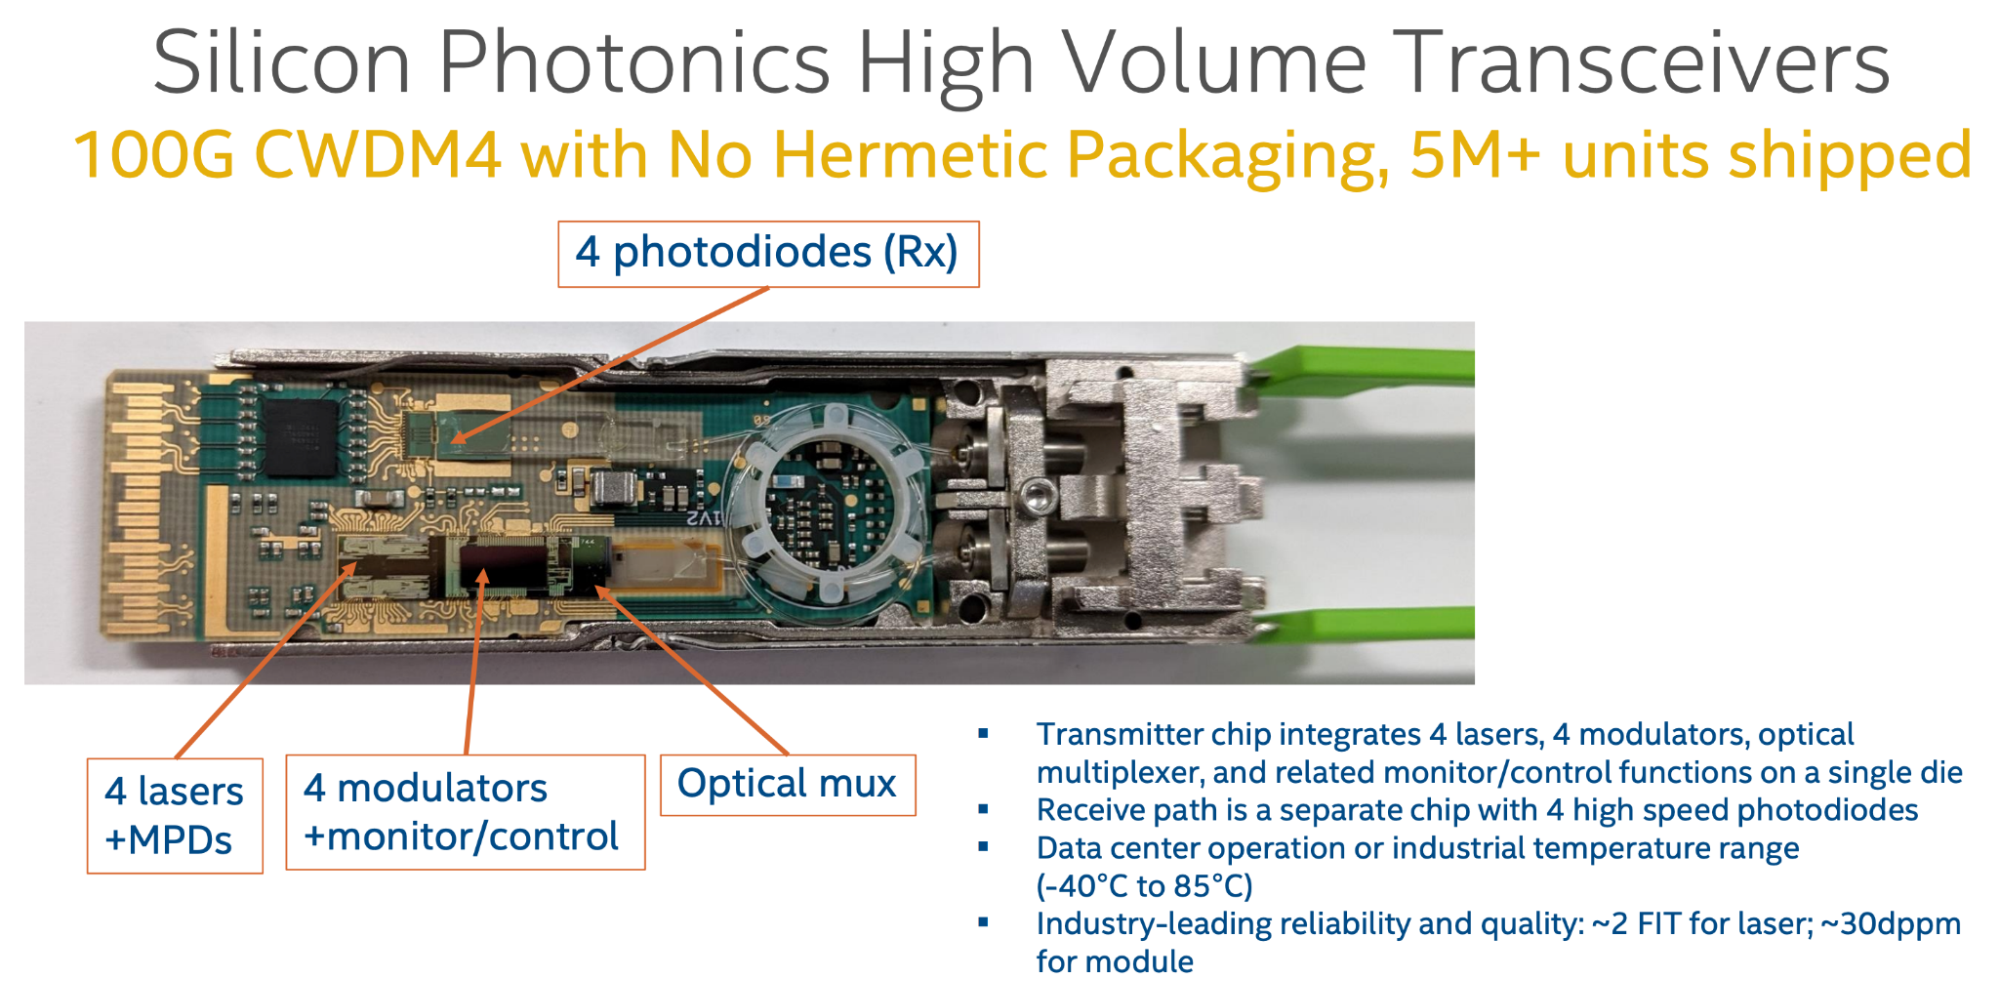 Silicon Photonics High Volume Transceivers
100G CWDM4 with No Hermetic Packaging, 5M+ units shipped
4 photodiodes (Rx)
1V2
4 lasers
+MPDs
4 modulators
+monitor/control
Optical mux
▪ Transmitter chip integrates 4 lasers, 4 modulators, optical
multiplexer, and related monitor/control functions on a single die
▪ Receive path is a separate chip with 4 high speed photodiodes
▪ Data center operation or industrial temperature range
(-40°C to 85°C)
▪ Industry-leading reliability and quality: ~2 FIT for laser; ~30dppm
for module